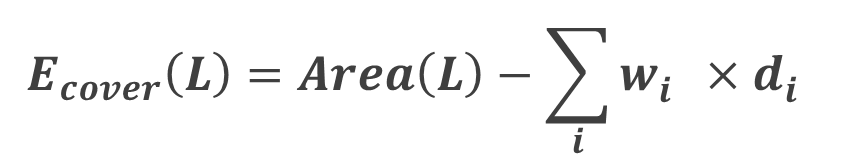 E_cover(L) = Area(L) − ∑_i w_i × d_i